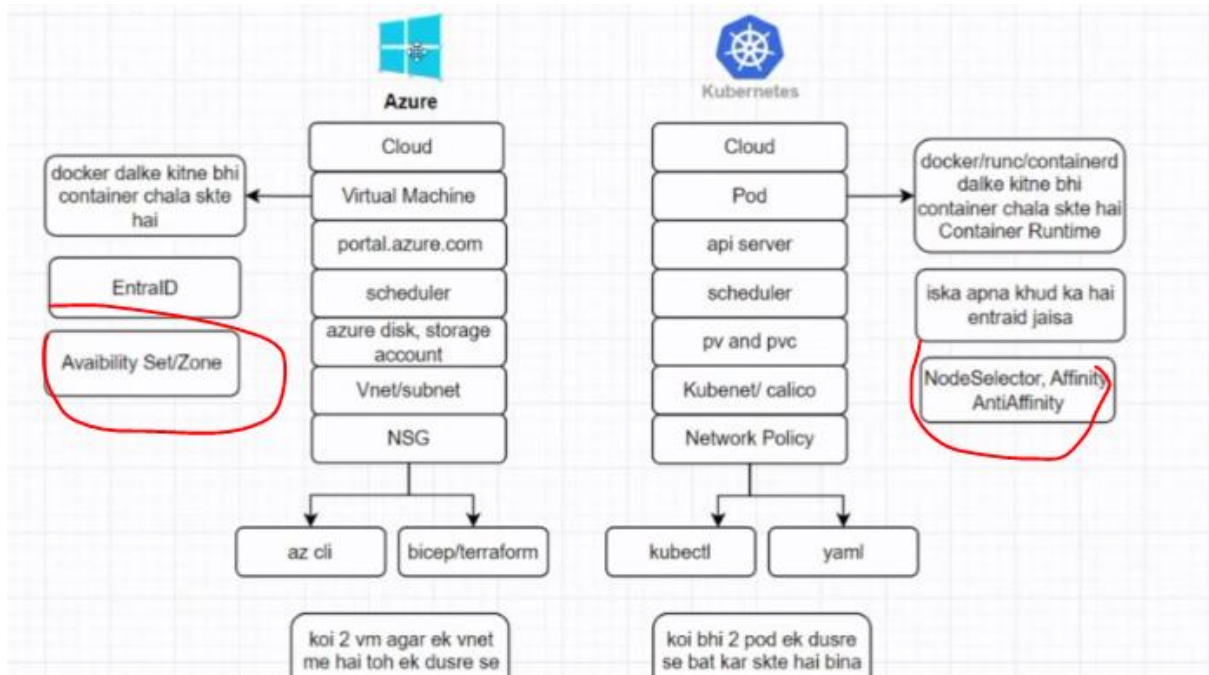 Azure
Kubernetes
Cloud
Virtual Machine
portal.azure.com
scheduler
azure disk, storage
account
Vnet/subnet
NSG
az cli
bicep/terraform
docker dalke kitne bhi
container chala skte
hai
EntraID
Avaibility Set/Zone
koi 2 vm agar ek vnet
me hai toh ek dusre se
Cloud
Pod
api server
scheduler
pv and pvc
Kubenet/ calico
Network Policy
kubectl
yaml
docker/runc/containerd
dalke kitne bhi
container chala skte hai
Container Runtime
iska apna khud ka hai
entraid jaisa
NodeSelector, Affinity
AntiAffinity
koi bhi 2 pod ek dusre
se bat kar skte hai bina